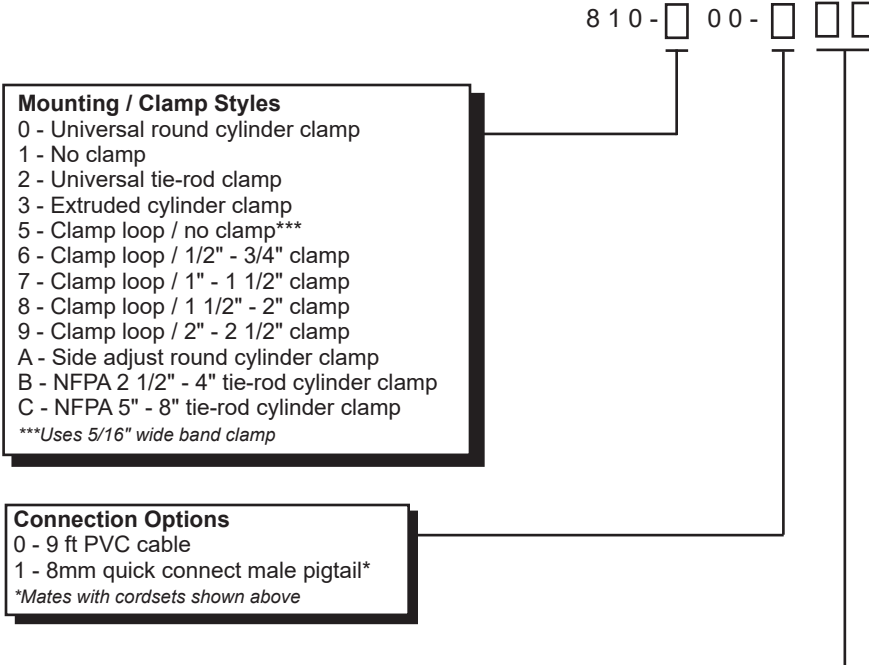 810-□ 00-□ □□
Mounting / Clamp Styles
0 - Universal round cylinder clamp
1 - No clamp
2 - Universal tie-rod clamp
3 - Extruded cylinder clamp
5 - Clamp loop / no clamp***
6 - Clamp loop / 1/2" - 3/4" clamp
7 - Clamp loop / 1" - 1 1/2" clamp
8 - Clamp loop / 1 1/2" - 2" clamp
9 - Clamp loop / 2" - 2 1/2" clamp
A - Side adjust round cylinder clamp
B - NFPA 2 1/2" - 4" tie-rod cylinder clamp
C - NFPA 5" - 8" tie-rod cylinder clamp
***Uses 5/16" wide band clamp
Connection Options
0 - 9 ft PVC cable
1 - 8mm quick connect male pigtail*
*Mates with cordsets shown above